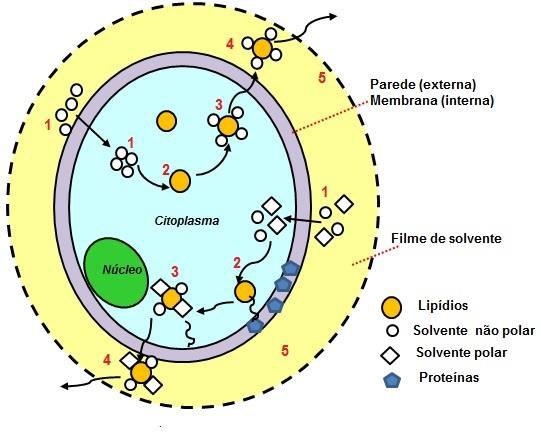 4
5
Parede (externa)
Membrana (interna)
3
1
1
2
1
Citoplasma
Filme de solvente
2
Núcleo
3
Lipídios
Solvente não polar
5
4
Solvente polar
Proteínas